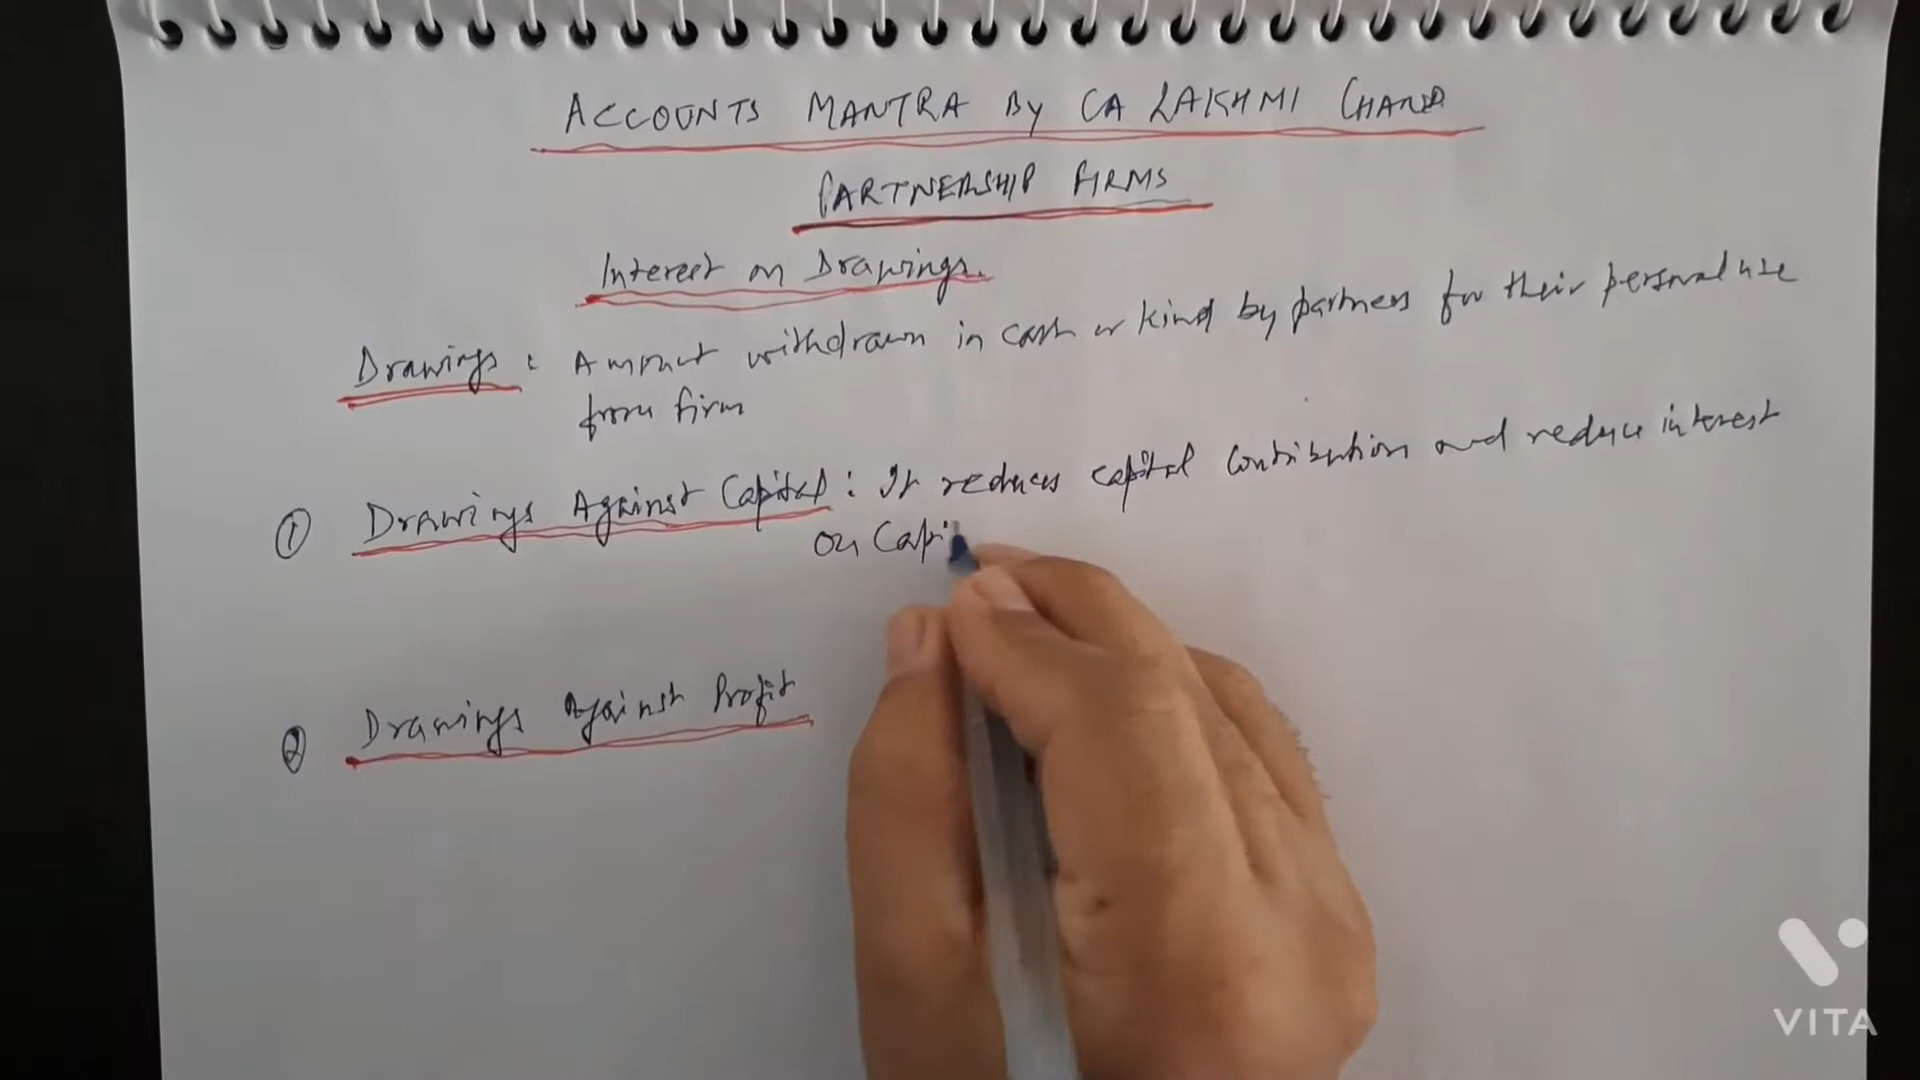 ACCOUNTS MANTRA BY CA LAKHMI CHAND
PARTNERSHIP FIRMS
Interest on Drawings.
Drawings : Amount withdrawn in cash or kind by partners for their personal use
from firm
① Drawings Against Capital : It reduces capital contribution and reduce interest
on Capi
② Drawings against Profit
VITA